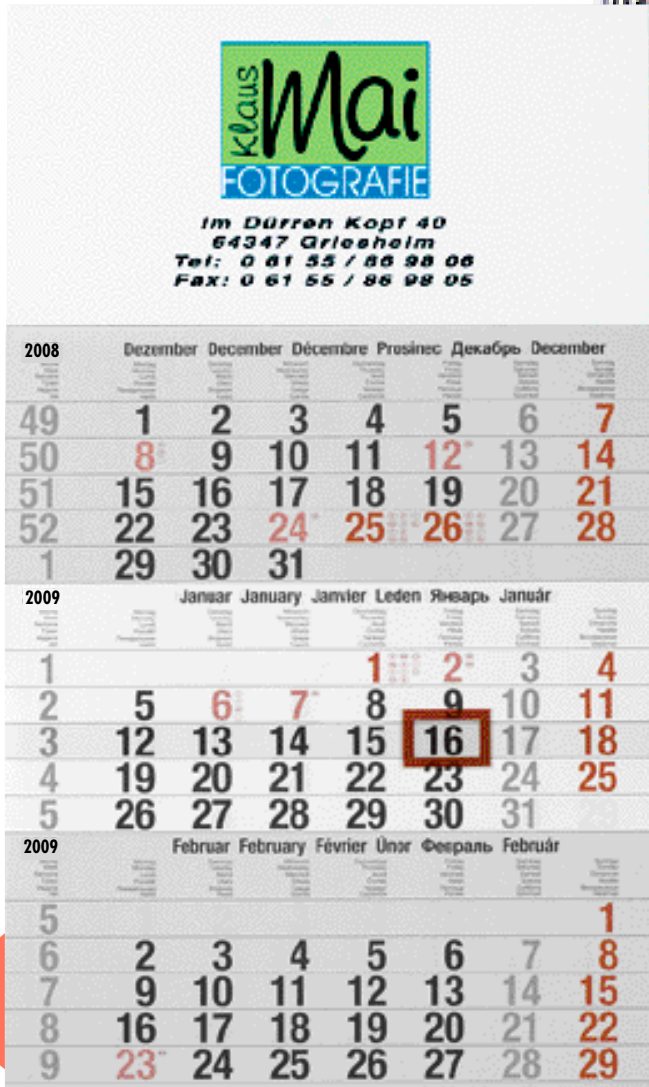 klaus Mai
FOTOGRAFIE
Im Dürren Kopf 40
64347 Griesheim
Tel: 0 61 55 / 86 98 06
Fax: 0 61 55 / 86 98 05
2008 Dezember December Décembre Prosinec Декабрь December
49 1 2 3 4 5 6 7
50 8 9 10 11 12 13 14
51 15 16 17 18 19 20 21
52 22 23 24 25 26 27 28
1 29 30 31
2009 Januar January Janvier Leden Январь Január
1 1 2 3 4
2 5 6 7 8 9 10 11
3 12 13 14 15 16 17 18
4 19 20 21 22 23 24 25
5 26 27 28 29 30 31
2009 Februar February Février Únor Февраль Február
5 1
6 2 3 4 5 6 7 8
7 9 10 11 12 13 14 15
8 16 17 18 19 20 21 22
9 23 24 25 26 27 28 29